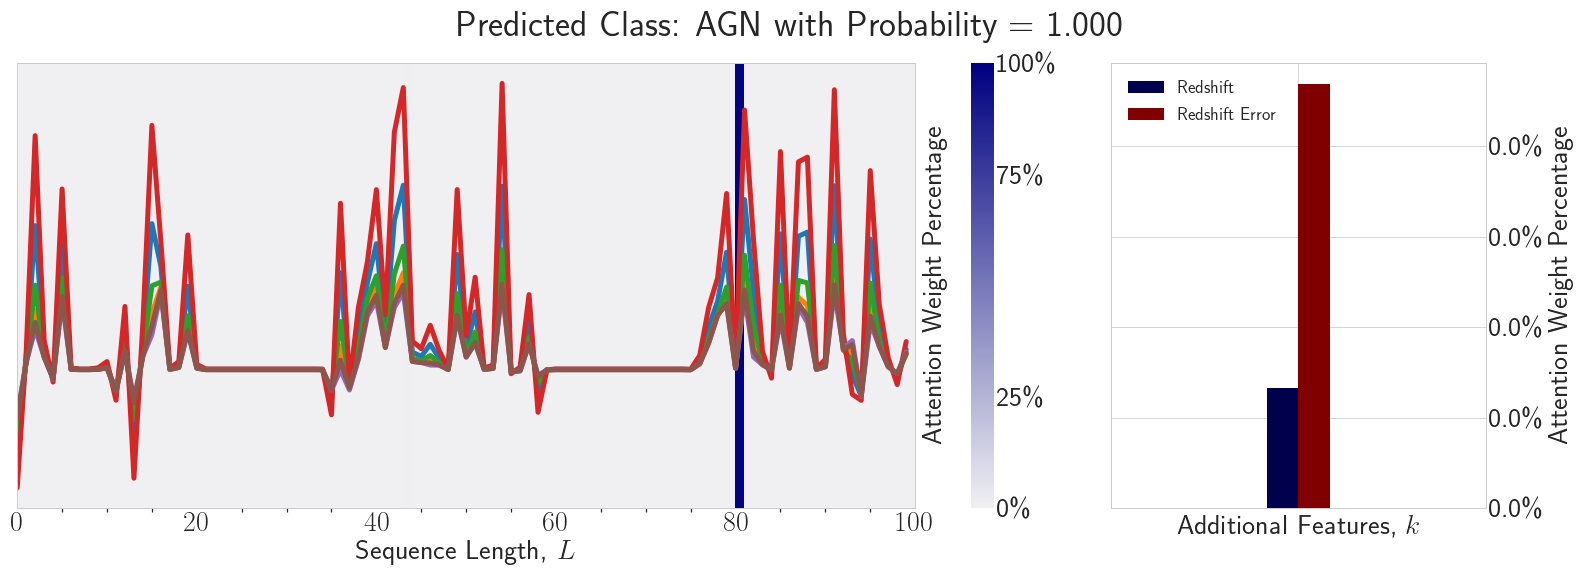 Predicted Class: AGN with Probability = 1.000
0
20
40
60
80
100
Sequence Length, L
Attention Weight Percentage
100%
75%
50%
25%
0%
Redshift
Redshift Error
0.0%
0.0%
0.0%
0.0%
0.0%
Attention Weight Percentage
Additional Features, k